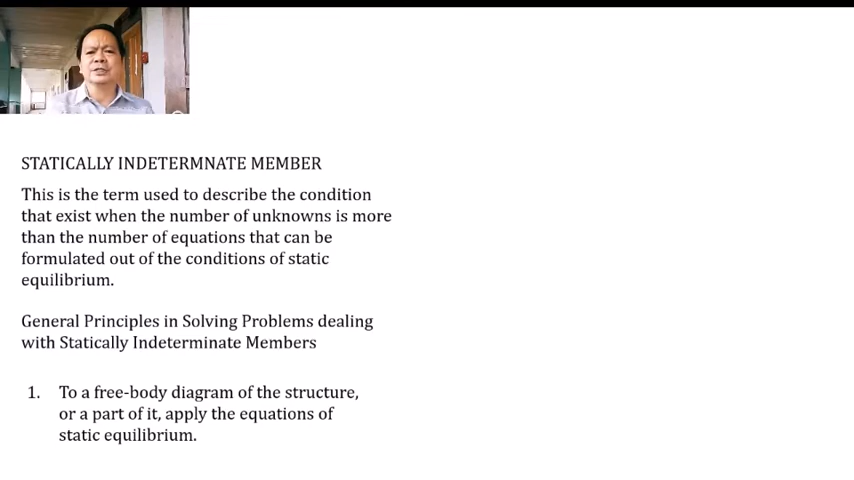 STATICALLY INDETERMNATE MEMBER
This is the term used to describe the condition
that exist when the number of unknowns is more
than the number of equations that can be
formulated out of the conditions of static
equilibrium.
General Principles in Solving Problems dealing
with Statically Indeterminate Members
1. To a free-body diagram of the structure,
or a part of it, apply the equations of
static equilibrium.